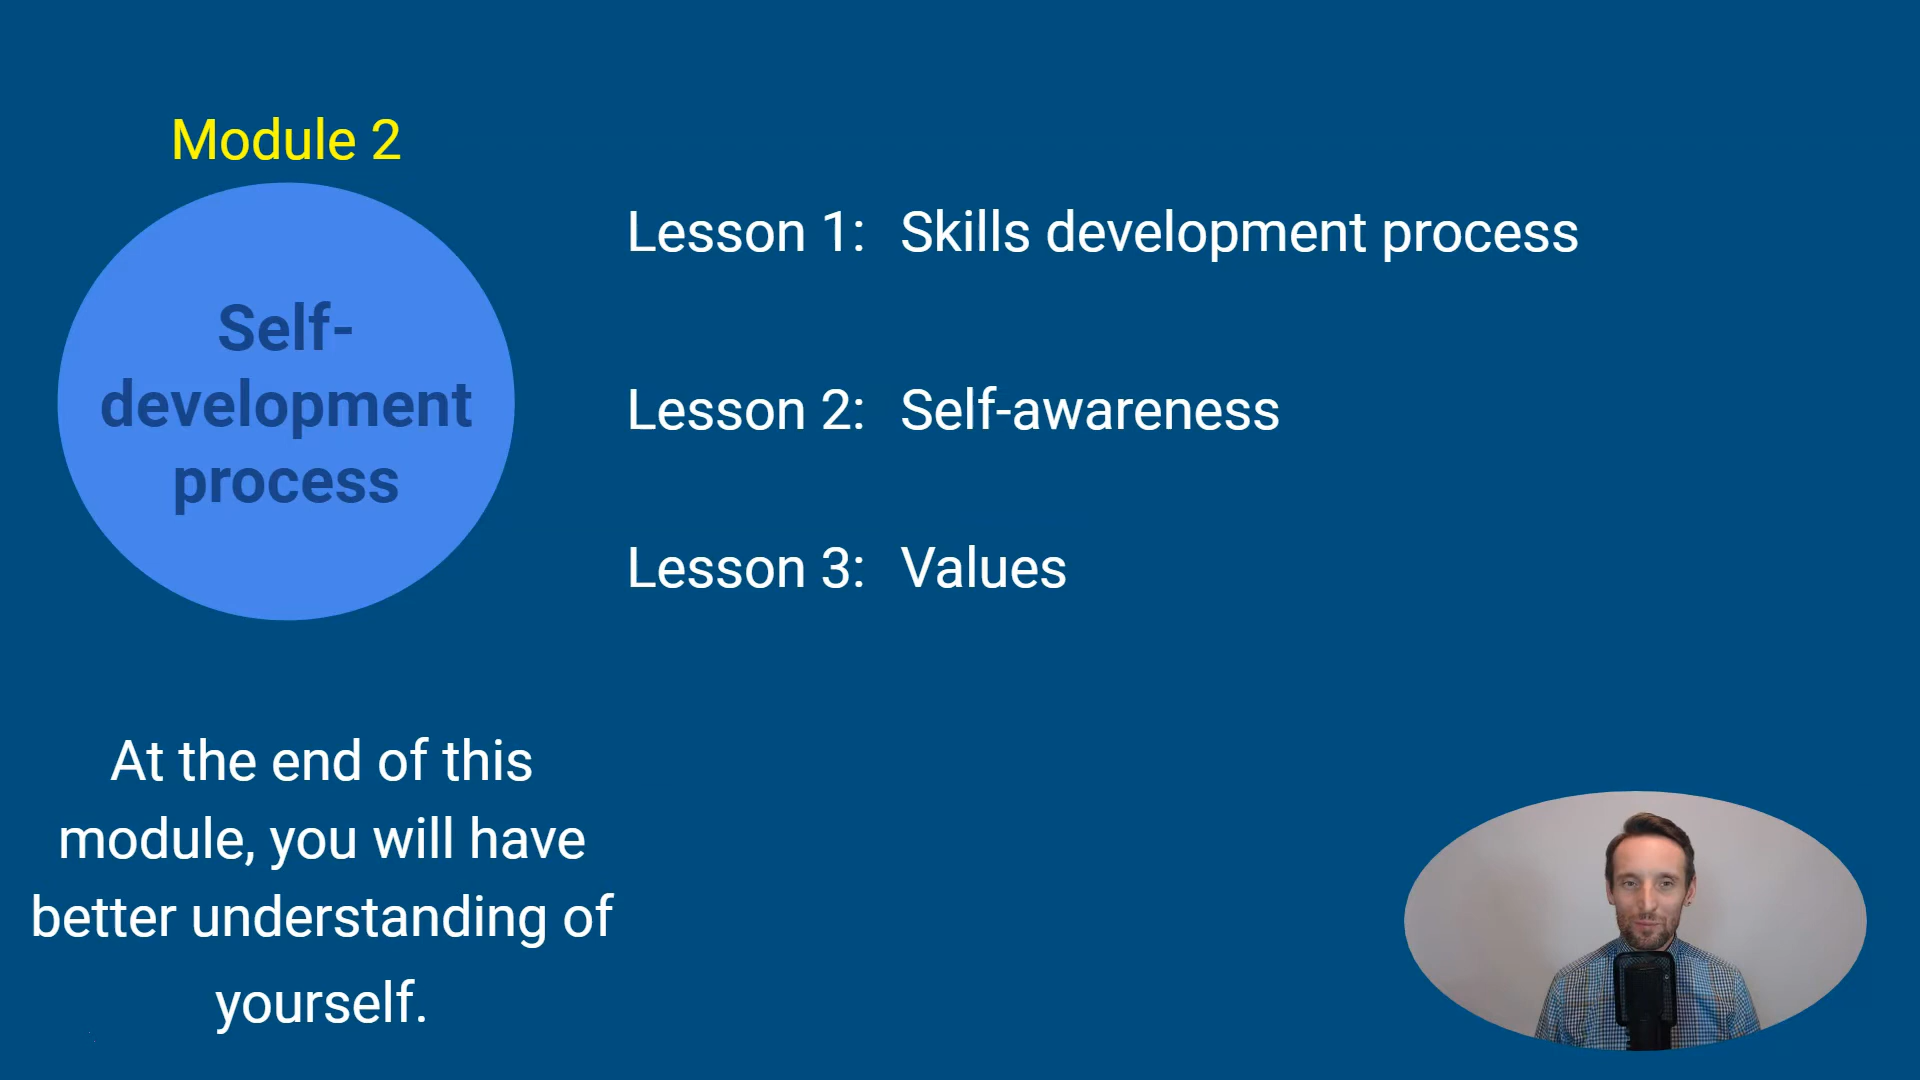 Module 2
Self-
development
process
Lesson 1: Skills development process
Lesson 2: Self-awareness
Lesson 3: Values
At the end of this
module, you will have
better understanding of
yourself.